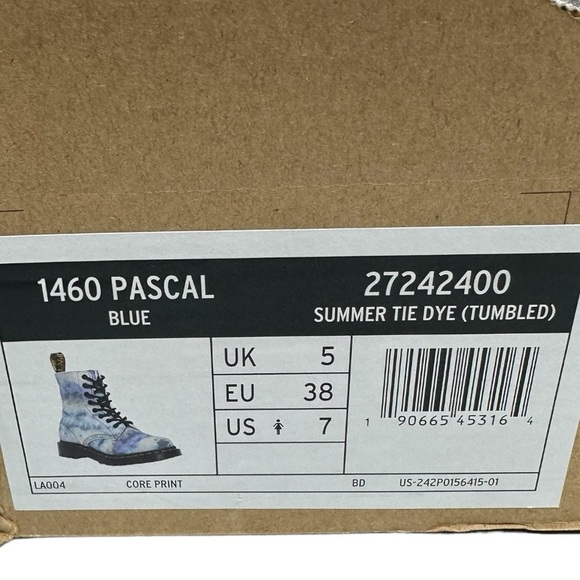 1460 PASCAL
BLUE
27242400
SUMMER TIE DYE (TUMBLED)
UK 5
EU 38
US 7
1 90665 45316 4
LA004 CORE PRINT BD US-242P0156415-01